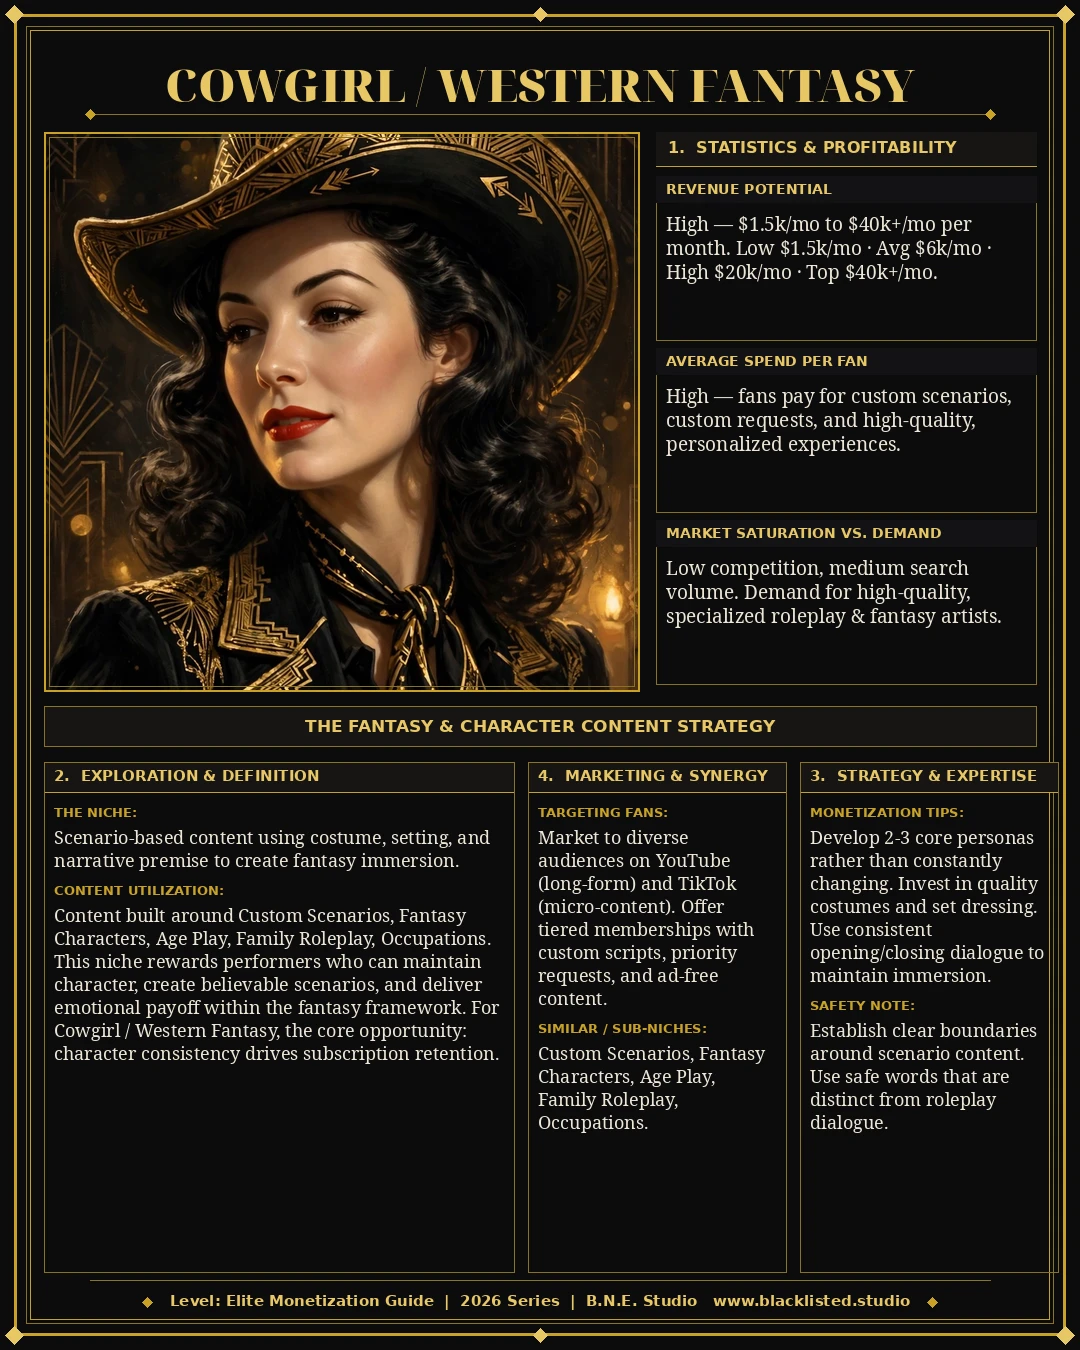 COWGIRL / WESTERN FANTASY
1. STATISTICS & PROFITABILITY
REVENUE POTENTIAL
High — $1.5k/mo to $40k+/mo per
month. Low $1.5k/mo · Avg $6k/mo ·
High $20k/mo · Top $40k+/mo.
AVERAGE SPEND PER FAN
High — fans pay for custom scenarios,
custom requests, and high-quality,
personalized experiences.
MARKET SATURATION VS. DEMAND
Low competition, medium search
volume. Demand for high-quality,
specialized roleplay & fantasy artists.
THE FANTASY & CHARACTER CONTENT STRATEGY
2. EXPLORATION & DEFINITION
THE NICHE:
Scenario-based content using costume, setting, and
narrative premise to create fantasy immersion.
CONTENT UTILIZATION:
Content built around Custom Scenarios, Fantasy
Characters, Age Play, Family Roleplay, Occupations.
This niche rewards performers who can maintain
character, create believable scenarios, and deliver
emotional payoff within the fantasy framework. For
Cowgirl / Western Fantasy, the core opportunity:
character consistency drives subscription retention.
4. MARKETING & SYNERGY
TARGETING FANS:
Market to diverse
audiences on YouTube
(long-form) and TikTok
(micro-content). Offer
tiered memberships with
custom scripts, priority
requests, and ad-free
content.
SIMILAR / SUB-NICHES:
Custom Scenarios, Fantasy
Characters, Age Play,
Family Roleplay,
Occupations.
3. STRATEGY & EXPERTISE
MONETIZATION TIPS:
Develop 2-3 core personas
rather than constantly
changing. Invest in quality
costumes and set dressing.
Use consistent
opening/closing dialogue to
maintain immersion.
SAFETY NOTE:
Establish clear boundaries
around scenario content.
Use safe words that are
distinct from roleplay
dialogue.
Level: Elite Monetization Guide | 2026 Series | B.N.E. Studio www.blacklisted.studio